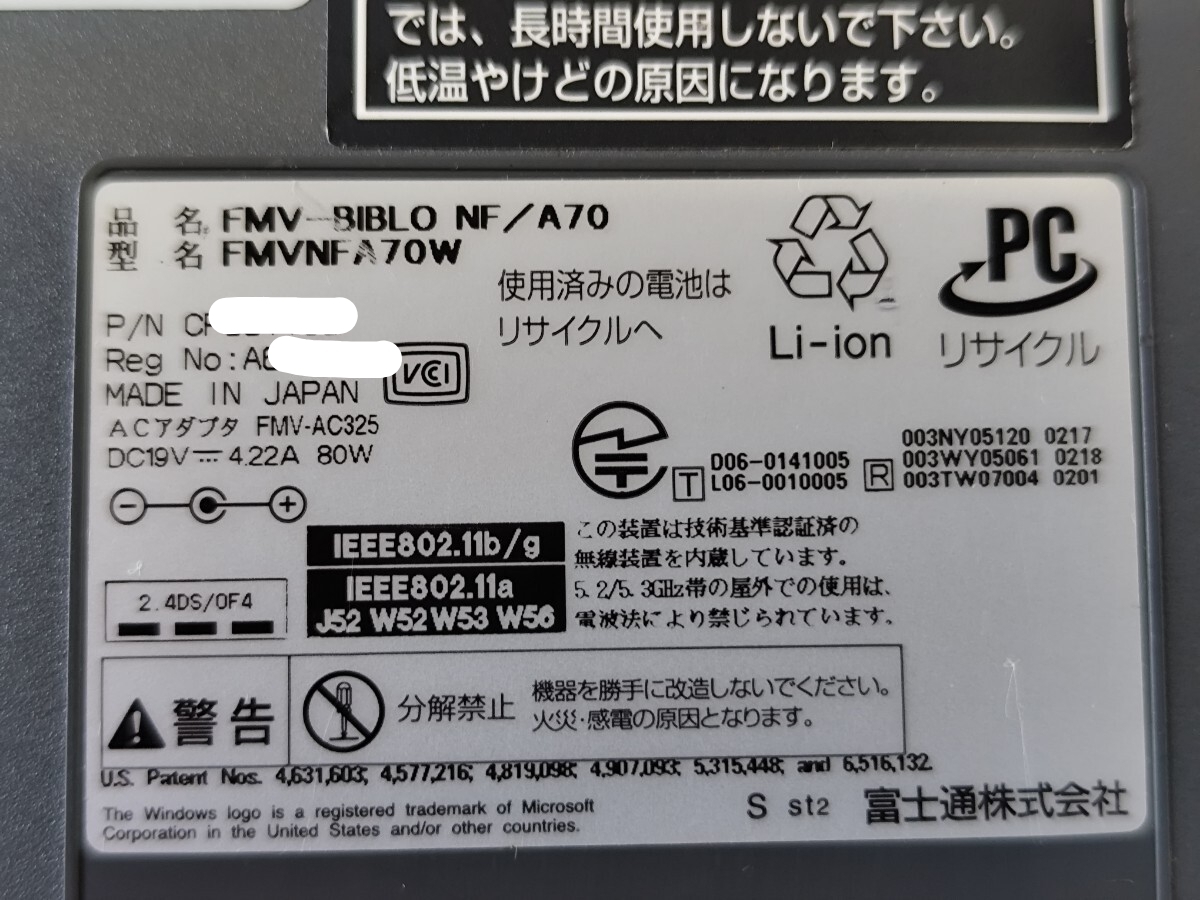 では、長時間使用しないで下さい。
低温やけどの原因になります。
品 名 FMV-BIBLO NF/A70
型 名 FMVNFA70W
使用済みの電池は
リサイクルへ
Li-ion
PC
リサイクル
P/N
Reg No:
MADE IN JAPAN
VCCI
ACアダプタ FMV-AC325
DC19V 4.22A 80W
T D06-0141005
L06-0010005
R 003NY05120 0217
003WY05061 0218
003TW07004 0201
IEEE802.11b/g
IEEE802.11a
J52 W52 W53 W56
この装置は技術基準認証済の
無線装置を内蔵しています。
5.2/5.3GHz帯の屋外での使用は、
電波法により禁じられています。
2.4DS/OF4
警告
分解禁止
機器を勝手に改造しないでください。
火災・感電の原因となります。
U.S. Patent Nos. 4,631,603; 4,577,216; 4,819,098; 4,907,093; 5,315,448; and 6,516,132.
The Windows logo is a registered trademark of Microsoft
Corporation in the United States and/or other countries.
S st2
富士通株式会社